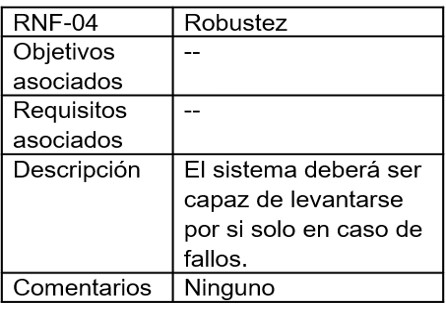 RNF-04 Robustez
Objetivos asociados --
Requisitos asociados --
Descripción El sistema deberá ser
capaz de levantarse
por si solo en caso de
fallos.
Comentarios Ninguno